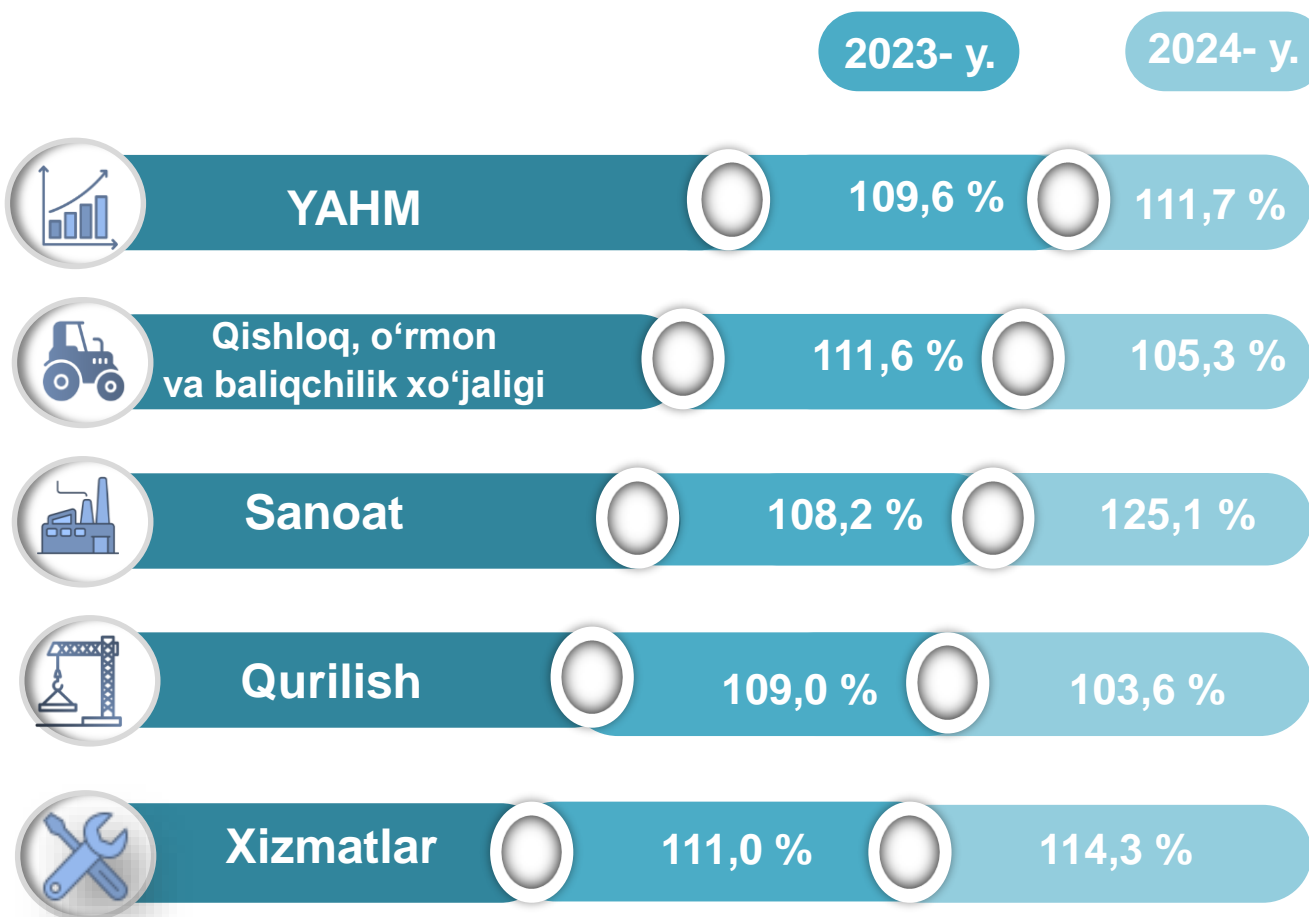 2023- y.
2024- y.
YAHM
109,6 %
111,7 %
Qishloq, o‘rmon
va baliqchilik xo‘jaligi
111,6 %
105,3 %
Sanoat
108,2 %
125,1 %
Qurilish
109,0 %
103,6 %
Xizmatlar
111,0 %
114,3 %